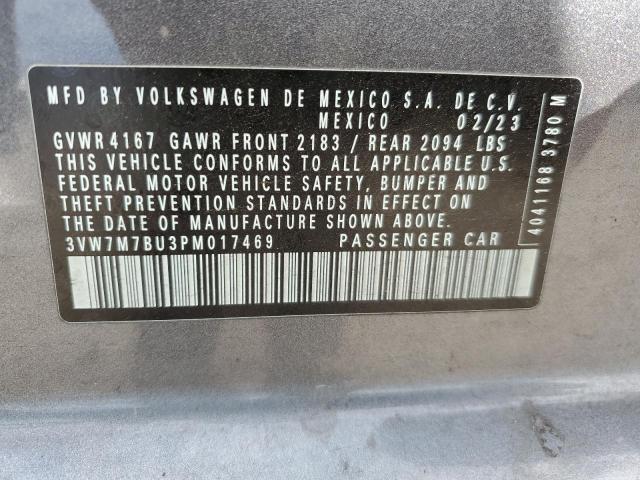 MFD BY VOLKSWAGEN DE MEXICO S.A. DE C.V.
MEXICO 02/23
GVWR 4167 GAWR FRONT 2183 / REAR 2094 LBS
THIS VEHICLE CONFORMS TO ALL APPLICABLE U.S.
FEDERAL MOTOR VEHICLE SAFETY, BUMPER AND
THEFT PREVENTION STANDARDS IN EFFECT ON
THE DATE OF MANUFACTURE SHOWN ABOVE.
3VW7M7BU3PM017469 PASSENGER CAR
4041168 3780 M